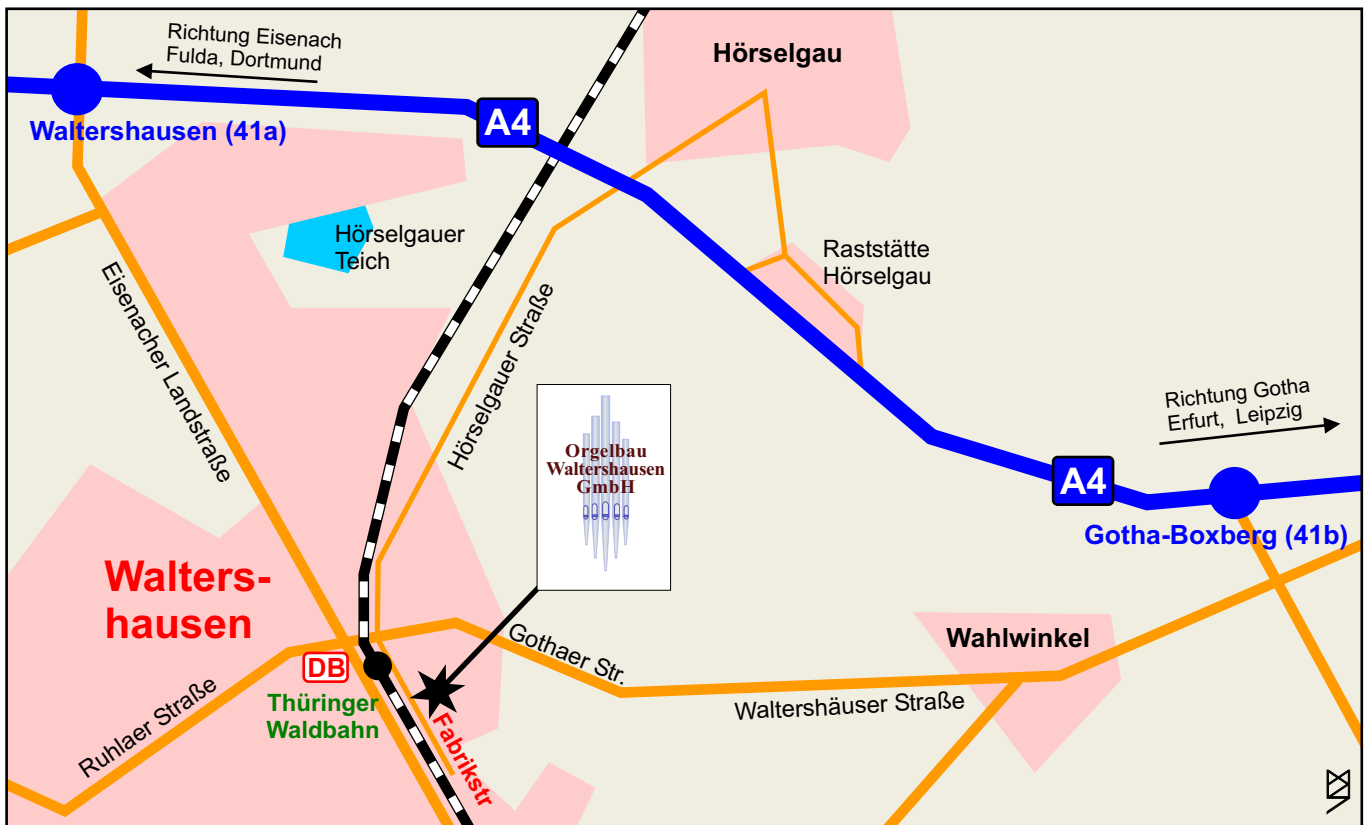 Richtung Eisenach
Fulda, Dortmund
Hörselgau
A4
Waltershausen (41a)
Hörselgauer
Teich
Raststätte
Hörselgau
Eisenacher Landstraße
Hörselgauer Straße
Richtung Gotha
Erfurt, Leipzig
Orgelbau
Waltershausen
GmbH
A4
Gotha-Boxberg (41b)
Walters-
hausen
Gothaer Str.
Wahlwinkel
DB
Ruhlaer Straße
Thüringer
Waldbahn
Waltershäuser Straße
Fabrikstr